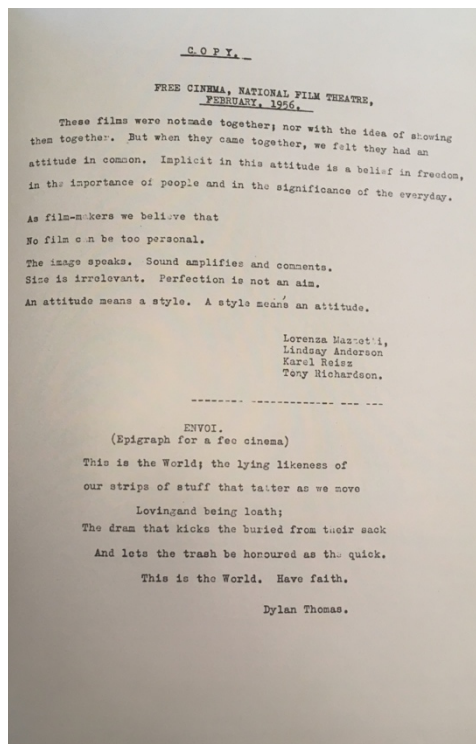 C O P Y.
FREE CINEMA, NATIONAL FILM THEATRE,
FEBRUARY, 1956.
These films were notmade together; nor with the idea of showing
them together. But when they came together, we felt they had an
attitude in common. Implicit in this attitude is a belief in freedom,
in the importance of people and in the significance of the everyday.
As film-makers we believe that
No film can be too personal.
The image speaks. Sound amplifies and comments.
Size is irrelevant. Perfection is not an aim.
An attitude means a style. A style means an attitude.
Lorenza Mazzetti,
Lindsay Anderson
Karel Reisz
Tony Richardson.
ENVOI.
(Epigraph for a fee cinema)
This is the World; the lying likeness of
our strips of stuff that tatter as we move
Lovingand being loath;
The dram that kicks the buried from their sack
And lets the trash be honoured as the quick.
This is the World. Have faith.
Dylan Thomas.